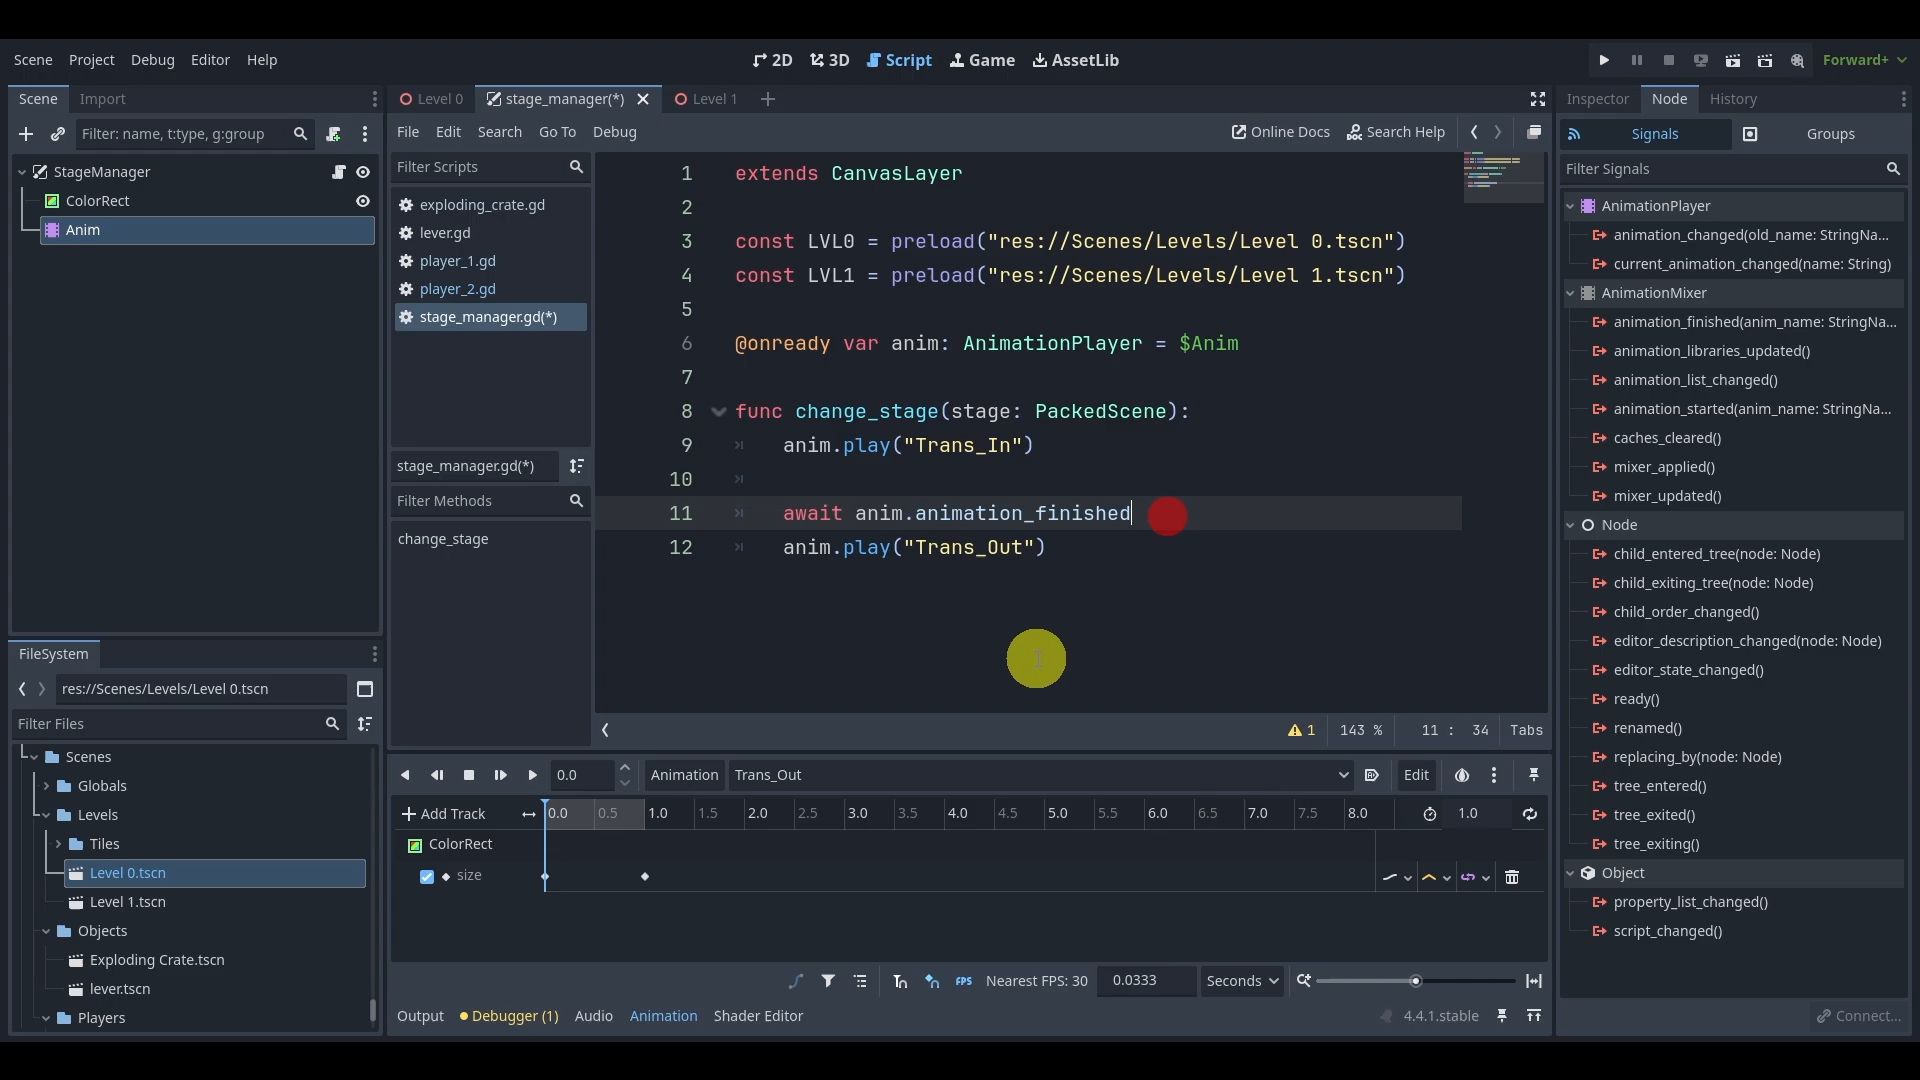 Scene Project Debug Editor Help
2D 3D Script Game AssetLib
Forward+
Scene Import
Filter: name, t:type, g:group
StageManager
ColorRect
Anim
FileSystem
res://Scenes/Levels/Level 0.tscn
Filter Files
Scenes
Globals
Levels
Tiles
Level 0.tscn
Level 1.tscn
Objects
Exploding Crate.tscn
lever.tscn
Players
Level 0 stage_manager(*) Level 1
File Edit Search Go To Debug
Online Docs Search Help
Filter Scripts
exploding_crate.gd
lever.gd
player_1.gd
player_2.gd
stage_manager.gd(*)
stage_manager.gd(*)
Filter Methods
change_stage
1 extends CanvasLayer
2
3 const LVL0 = preload("res://Scenes/Levels/Level 0.tscn")
4 const LVL1 = preload("res://Scenes/Levels/Level 1.tscn")
5
6 @onready var anim: AnimationPlayer = $Anim
7
8 func change_stage(stage: PackedScene):
9 anim.play("Trans_In")
10
11 await anim.animation_finished
12 anim.play("Trans_Out")
1 143 % 11 : 34 Tabs
0.0 Animation Trans_Out Edit
Add Track 0.0 0.5 1.0 1.5 2.0 2.5 3.0 3.5 4.0 4.5 5.0 5.5 6.0 6.5 7.0 7.5 8.0 1.0
ColorRect
size
FPS Nearest FPS: 30 0.0333 Seconds
Output Debugger (1) Audio Animation Shader Editor 4.4.1.stable
Inspector Node History
Signals Groups
Filter Signals
AnimationPlayer
animation_changed(old_name: StringNa...
current_animation_changed(name: String)
AnimationMixer
animation_finished(anim_name: StringNa...
animation_libraries_updated()
animation_list_changed()
animation_started(anim_name: StringNa...
caches_cleared()
mixer_applied()
mixer_updated()
Node
child_entered_tree(node: Node)
child_exiting_tree(node: Node)
child_order_changed()
editor_description_changed(node: Node)
editor_state_changed()
ready()
renamed()
replacing_by(node: Node)
tree_entered()
tree_exited()
tree_exiting()
Object
property_list_changed()
script_changed()
Connect...